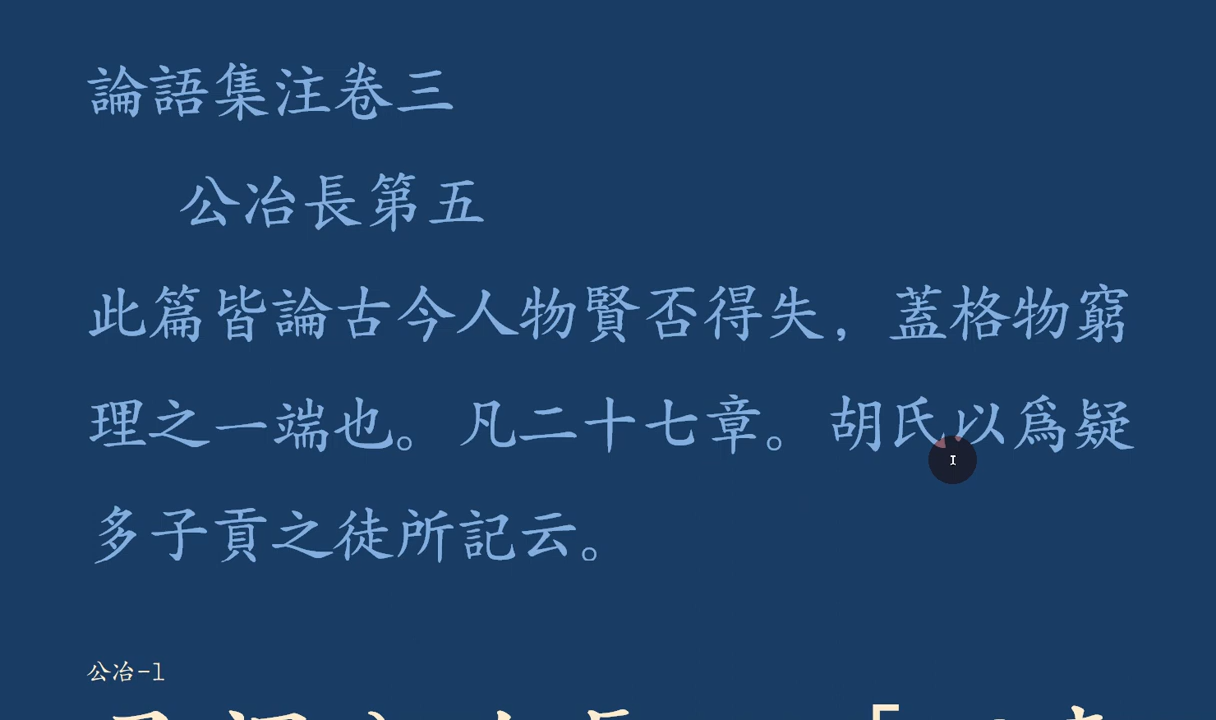 論語集注卷三
公冶長第五
此篇皆論古今人物賢否得失，蓋格物窮
理之一端也。凡二十七章。胡氏以爲疑
多子貢之徒所記云。
公冶-1